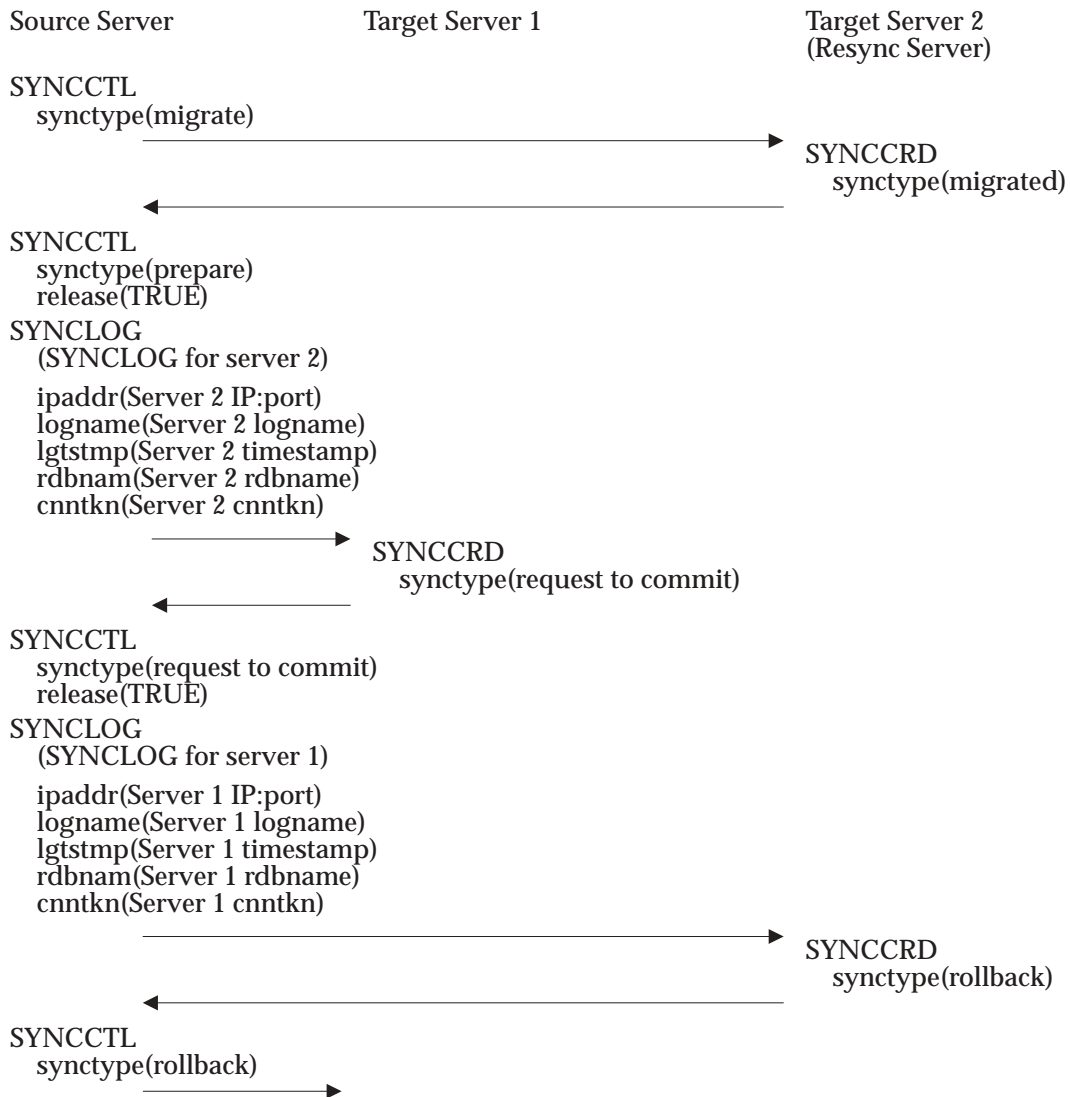 Source Server
Target Server 1
Target Server 2
(Resync Server)
SYNCCTL
synctype(migrate)
SYNCCRD
synctype(migrated)
SYNCCTL
synctype(prepare)
release(TRUE)
SYNCLOG
(SYNCLOG for server 2)
ipaddr(Server 2 IP:port)
logname(Server 2 logname)
lgtstmp(Server 2 timestamp)
rdbnam(Server 2 rdbname)
cnntkn(Server 2 cnntkn)
SYNCCRD
synctype(request to commit)
SYNCCTL
synctype(request to commit)
release(TRUE)
SYNCLOG
(SYNCLOG for server 1)
ipaddr(Server 1 IP:port)
logname(Server 1 logname)
lgtstmp(Server 1 timestamp)
rdbnam(Server 1 rdbname)
cnntkn(Server 1 cnntkn)
SYNCCRD
synctype(rollback)
SYNCCTL
synctype(rollback)